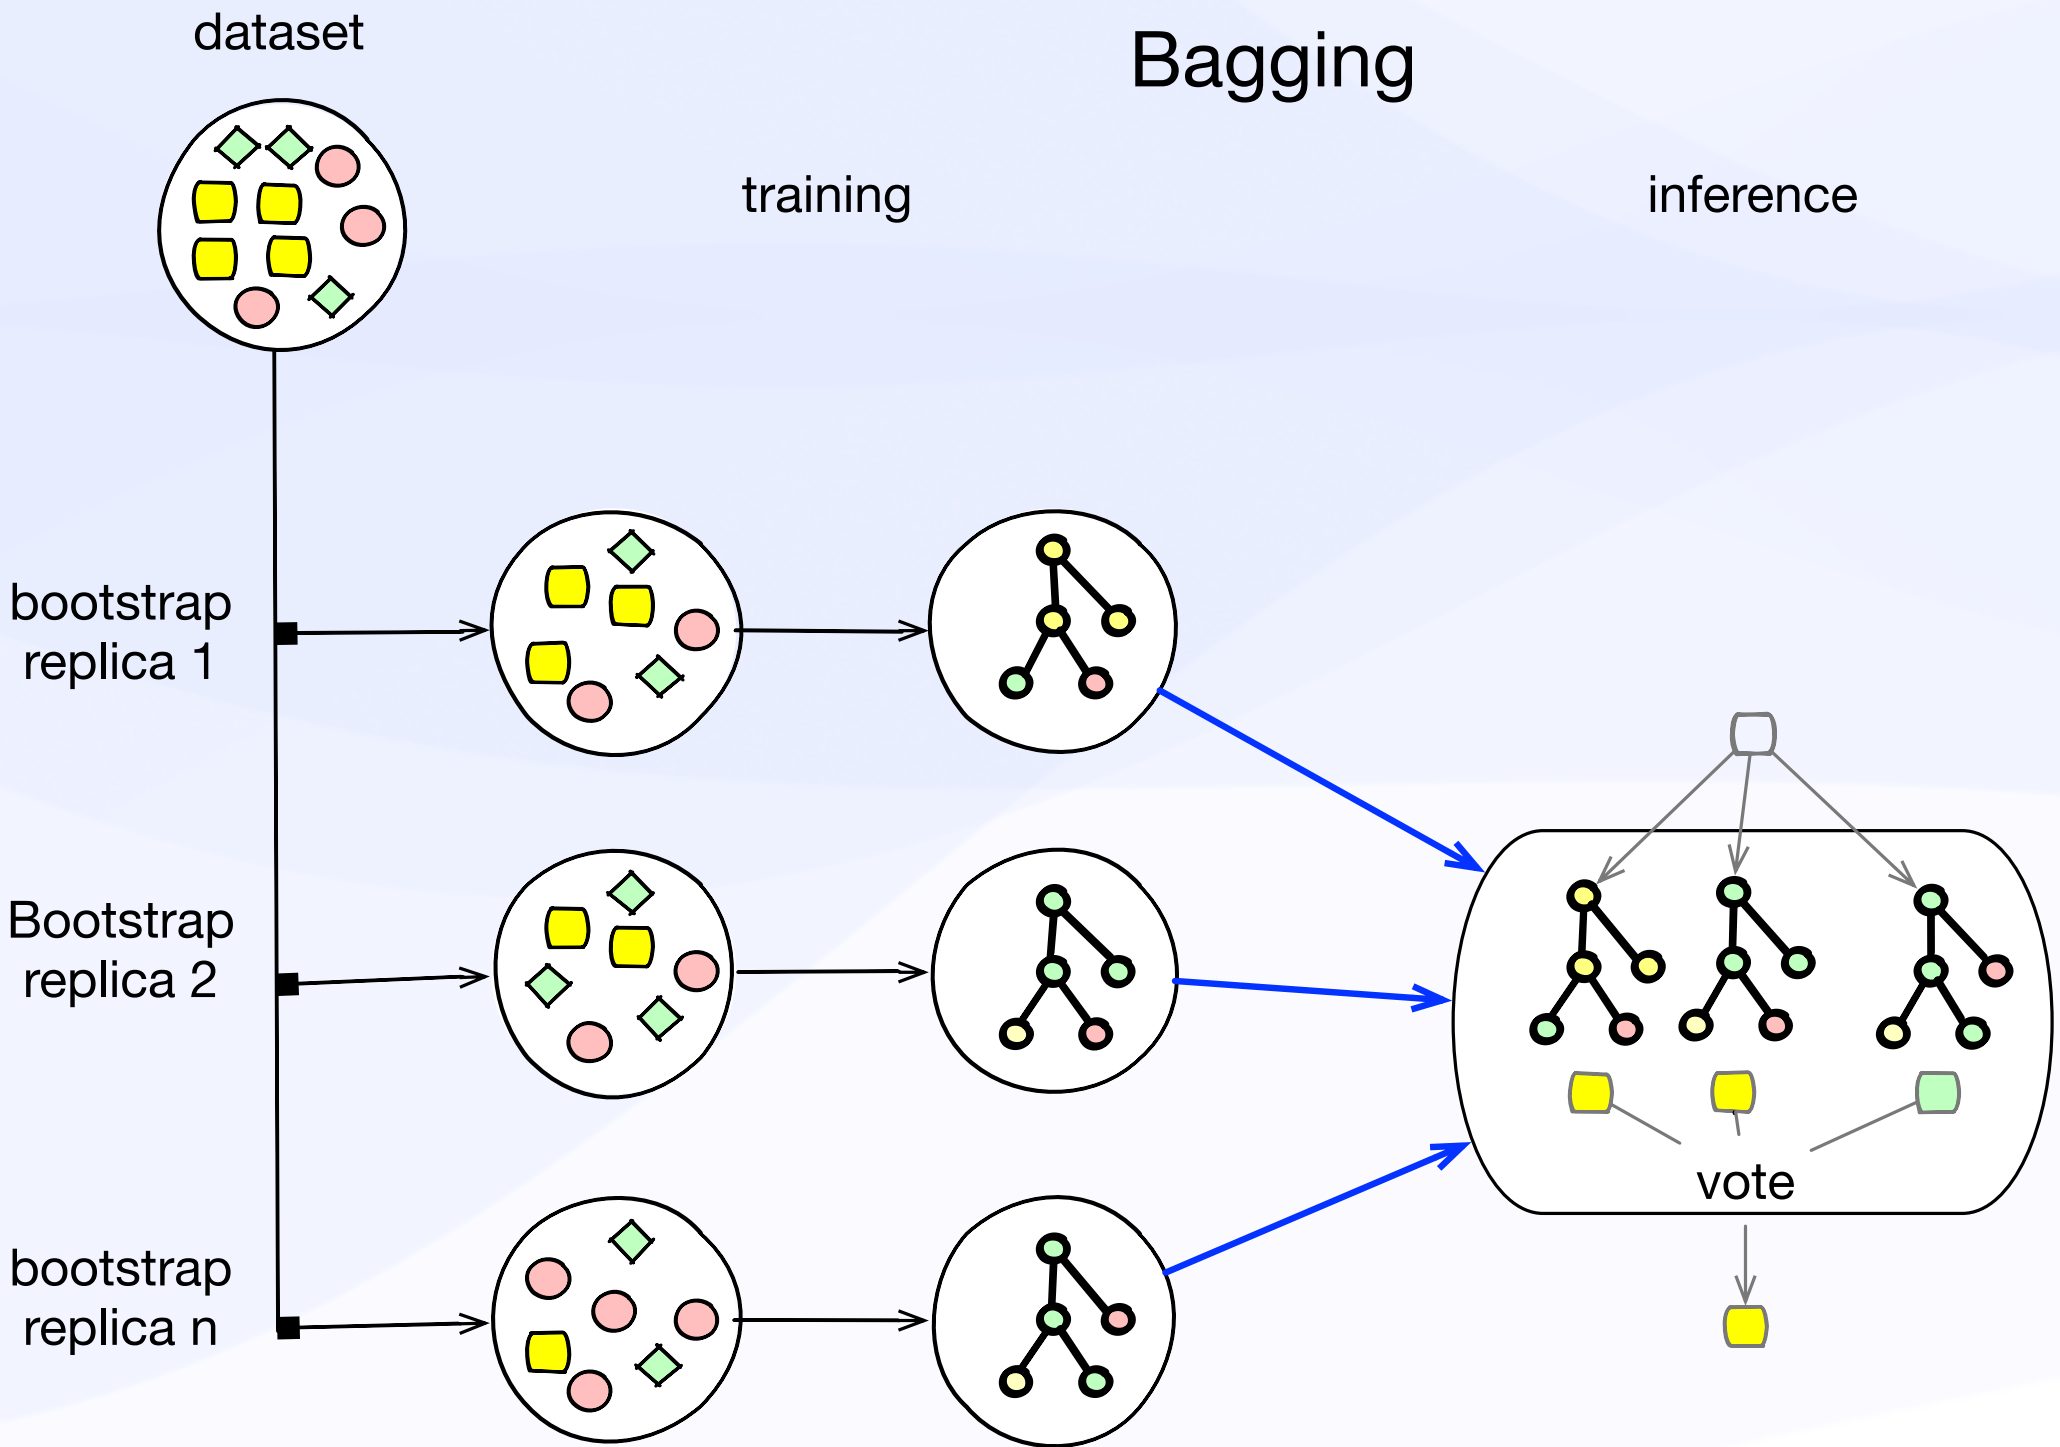 dataset
Bagging
training
inference
bootstrap
replica 1
Bootstrap
replica 2
bootstrap
replica n
vote